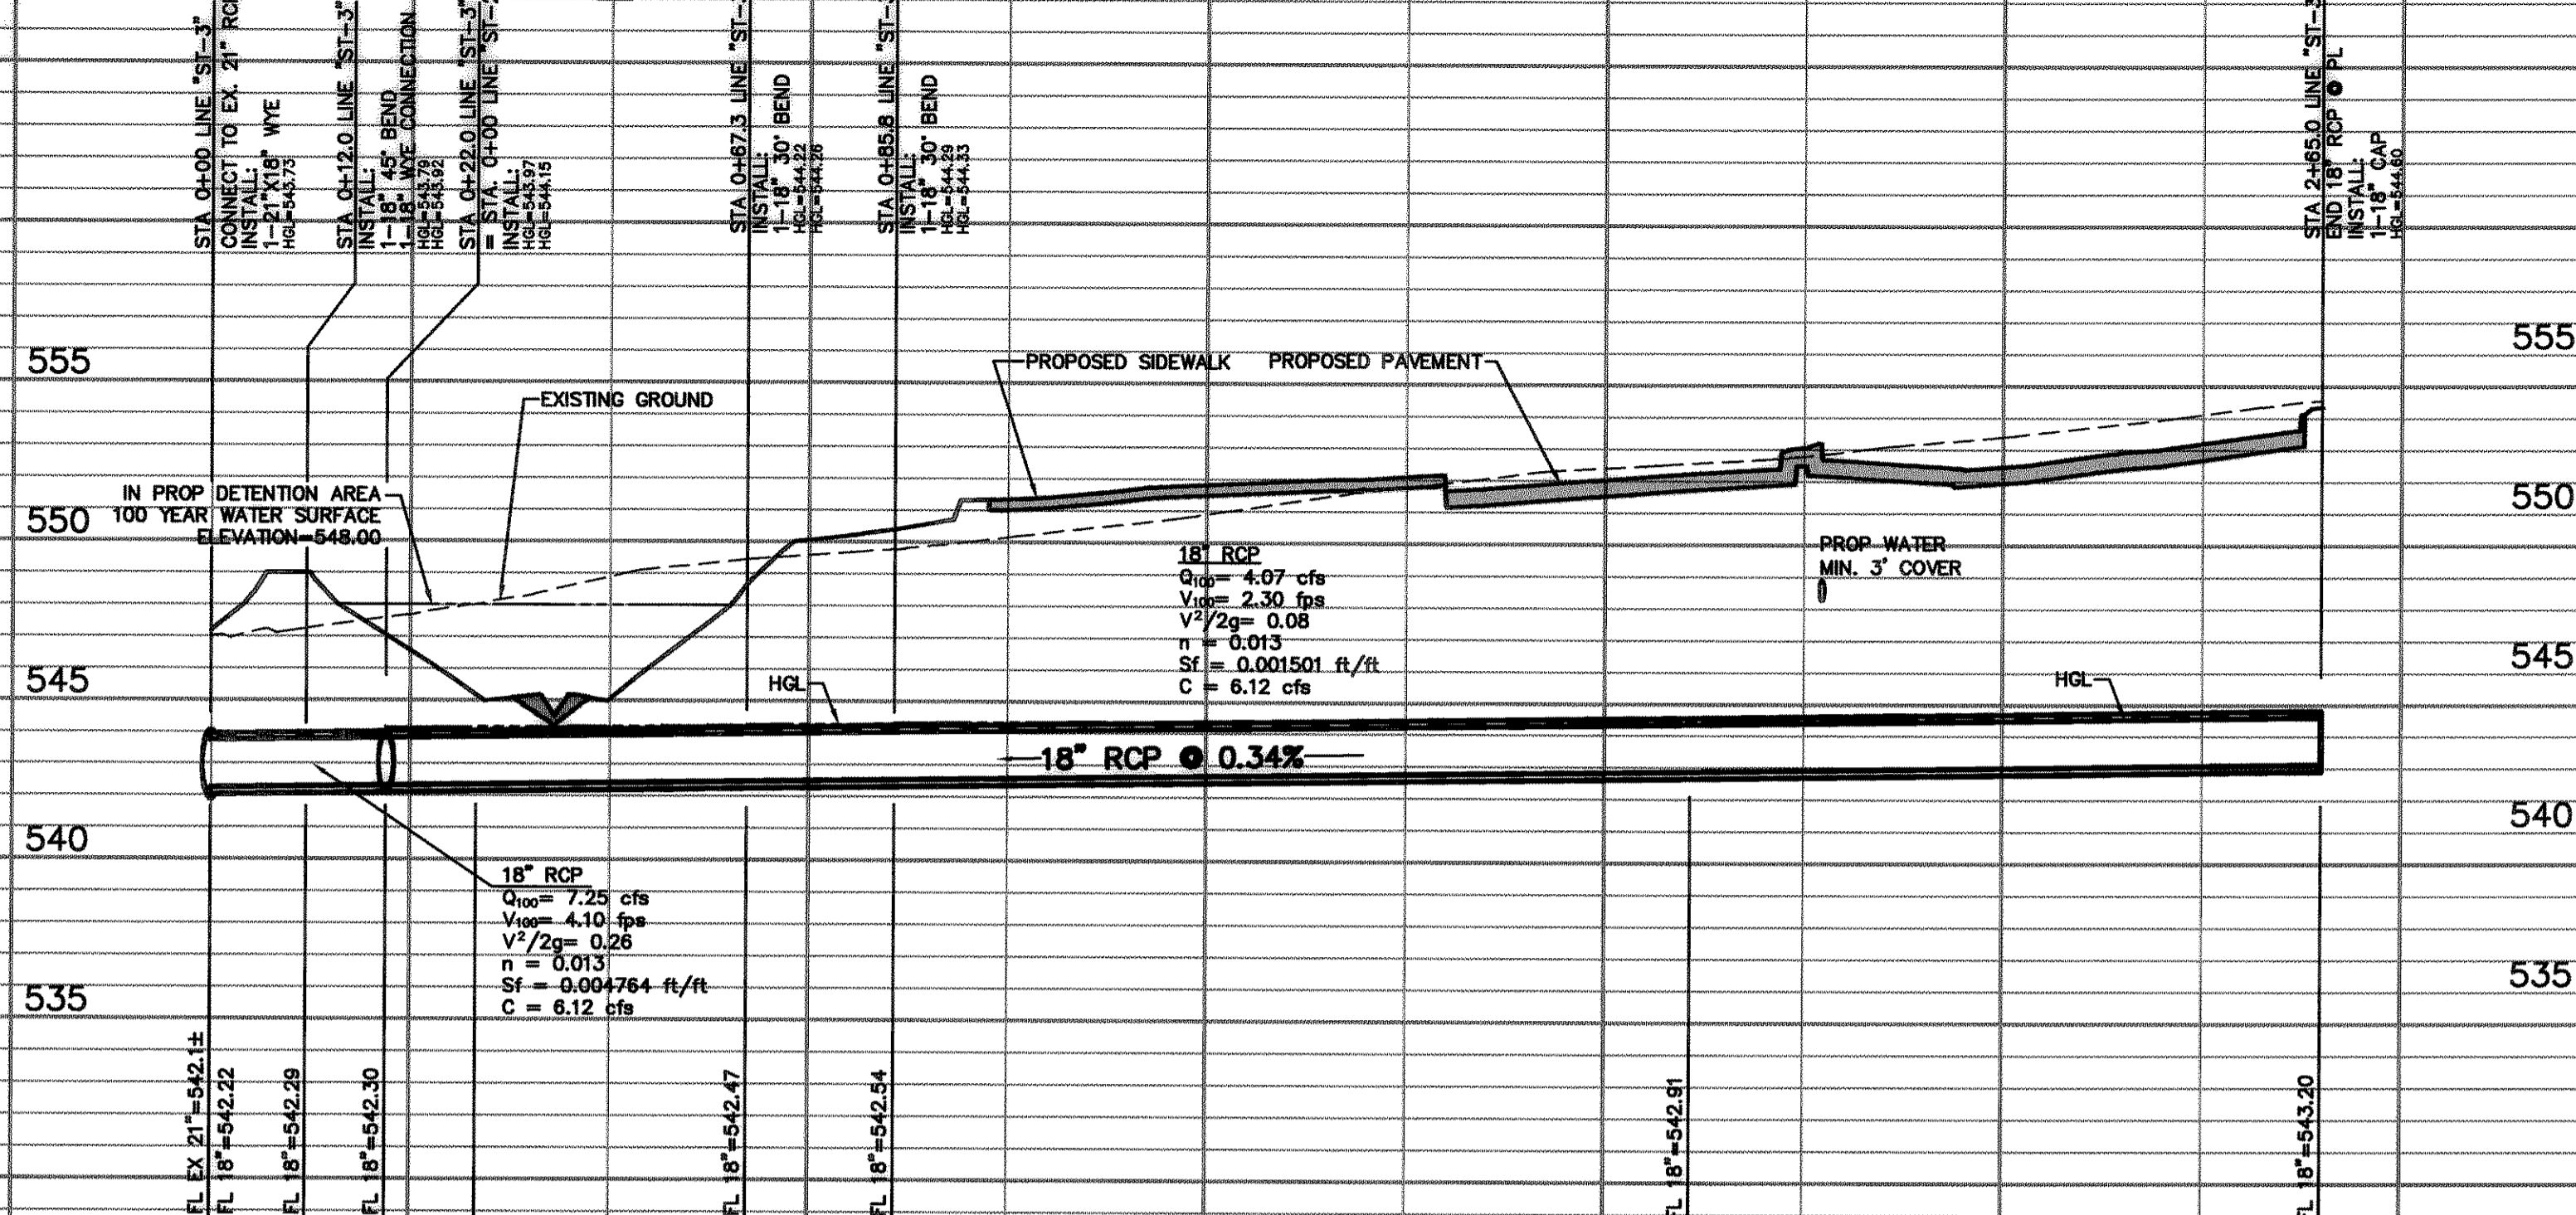 STA 0+00 LINE "ST-3"
CONNECT TO EX. 21" RCP
INSTALL:
1-21"X18" WYE
HGL=543.73
STA 0+12.0 LINE "ST-3"
INSTALL:
1-18" 45° BEND
1-18" WYE CONNECTION
HGL=543.79
HGL=543.92
STA 0+22.0 LINE "ST-3"
= STA. 0+00 LINE "ST-
INSTALL:
HGL=543.97
HGL=544.15
STA 0+67.3 LINE "ST-
INSTALL:
1-18" 30° BEND
HGL=544.22
HGL=544.26
STA 0+85.8 LINE "ST-
INSTALL:
1-18" 30° BEND
HGL=544.29
HGL=544.33
STA 2+65.0 LINE "ST-3
END 18" RCP @ PL
INSTALL:
1-18" CAP
HGL=544.60
555
555
PROPOSED SIDEWALK
PROPOSED PAVEMENT
EXISTING GROUND
IN PROP DETENTION AREA
100 YEAR WATER SURFACE
ELEVATION=548.00
550
550
18" RCP
Q100= 4.07 cfs
V100= 2.30 fps
V²/2g= 0.08
n = 0.013
Sf = 0.001501 ft/ft
C = 6.12 cfs
PROP WATER
MIN. 3' COVER
545
545
HGL
HGL
18" RCP @ 0.34%
540
540
18" RCP
Q100= 7.25 cfs
V100= 4.10 fps
V²/2g= 0.26
n = 0.013
Sf = 0.004764 ft/ft
C = 6.12 cfs
535
535
FL EX 21"=542.1±
FL 18"=542.22
FL 18"=542.29
FL 18"=542.30
FL 18"=542.47
FL 18"=542.54
FL 18"=542.91
FL 18"=543.20